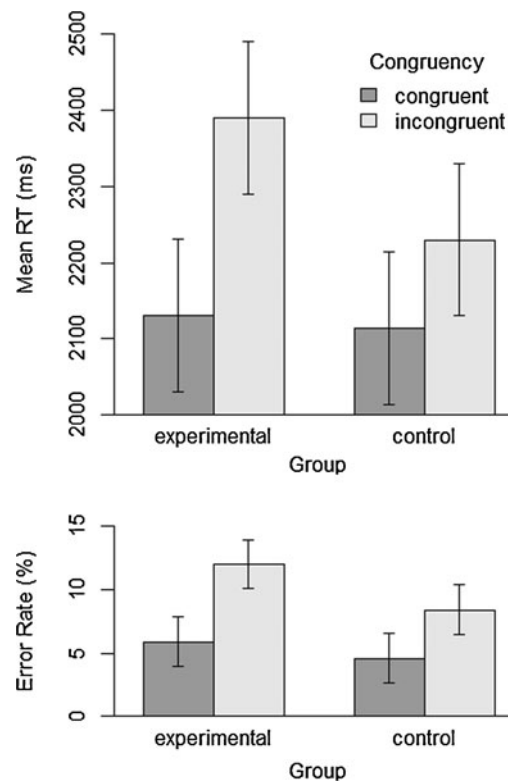 Mean RT (ms)
2500
2400
2300
2200
2100
2000
Congruency
congruent
incongruent
experimental
control
Group
Error Rate (%)
15
10
5
0
experimental
control
Group